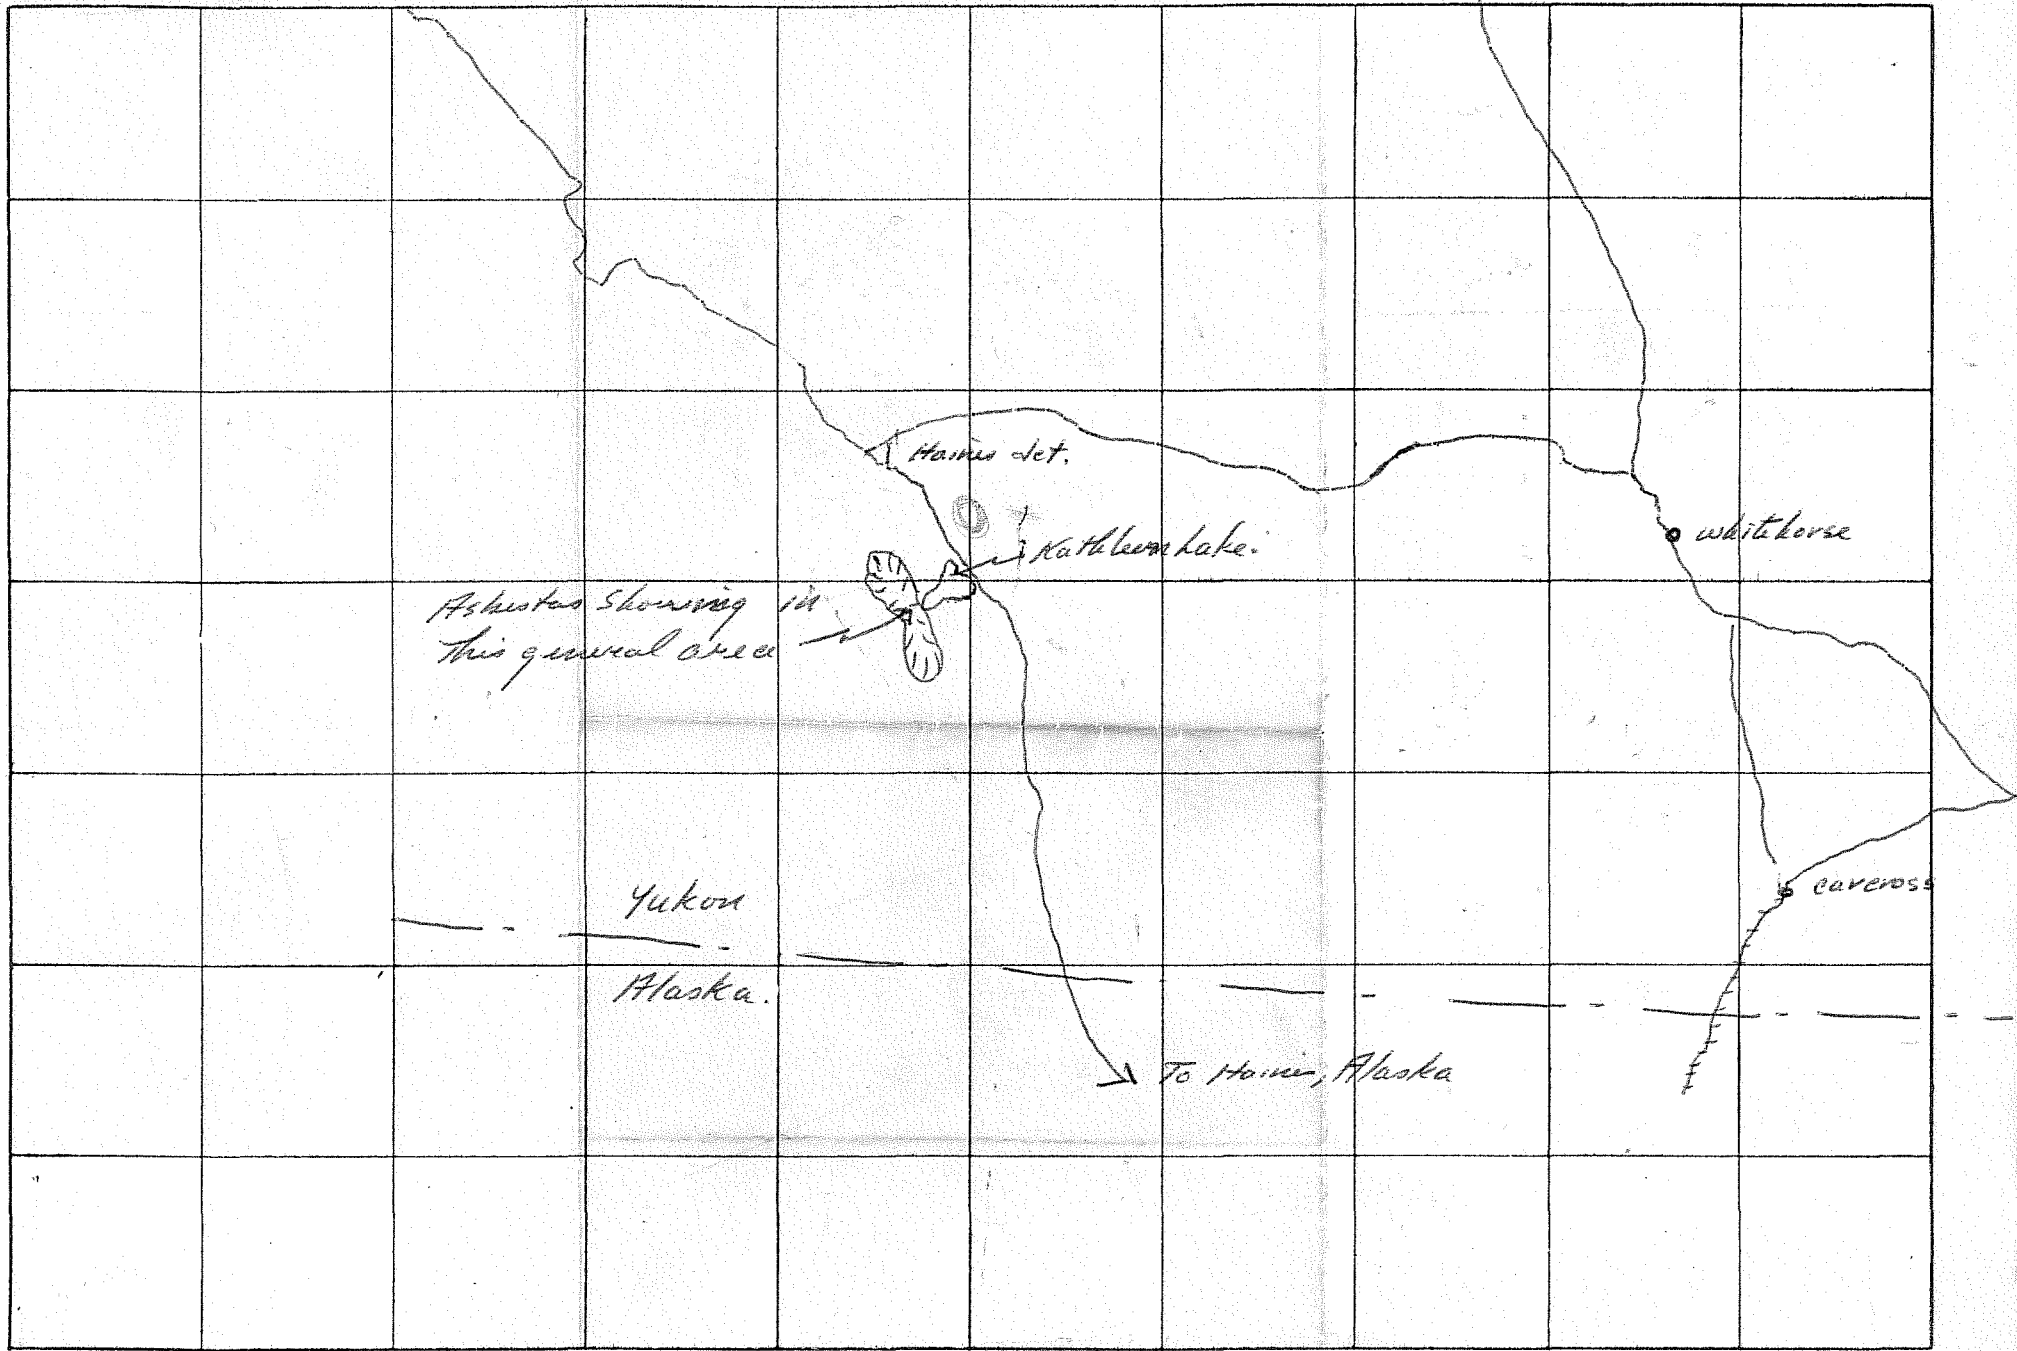 Haines Jct.
Kathleen Lake.
whitehorse
Asbestos Showing in
this general area
Yukon
carcross
Alaska.
To Haines, Alaska